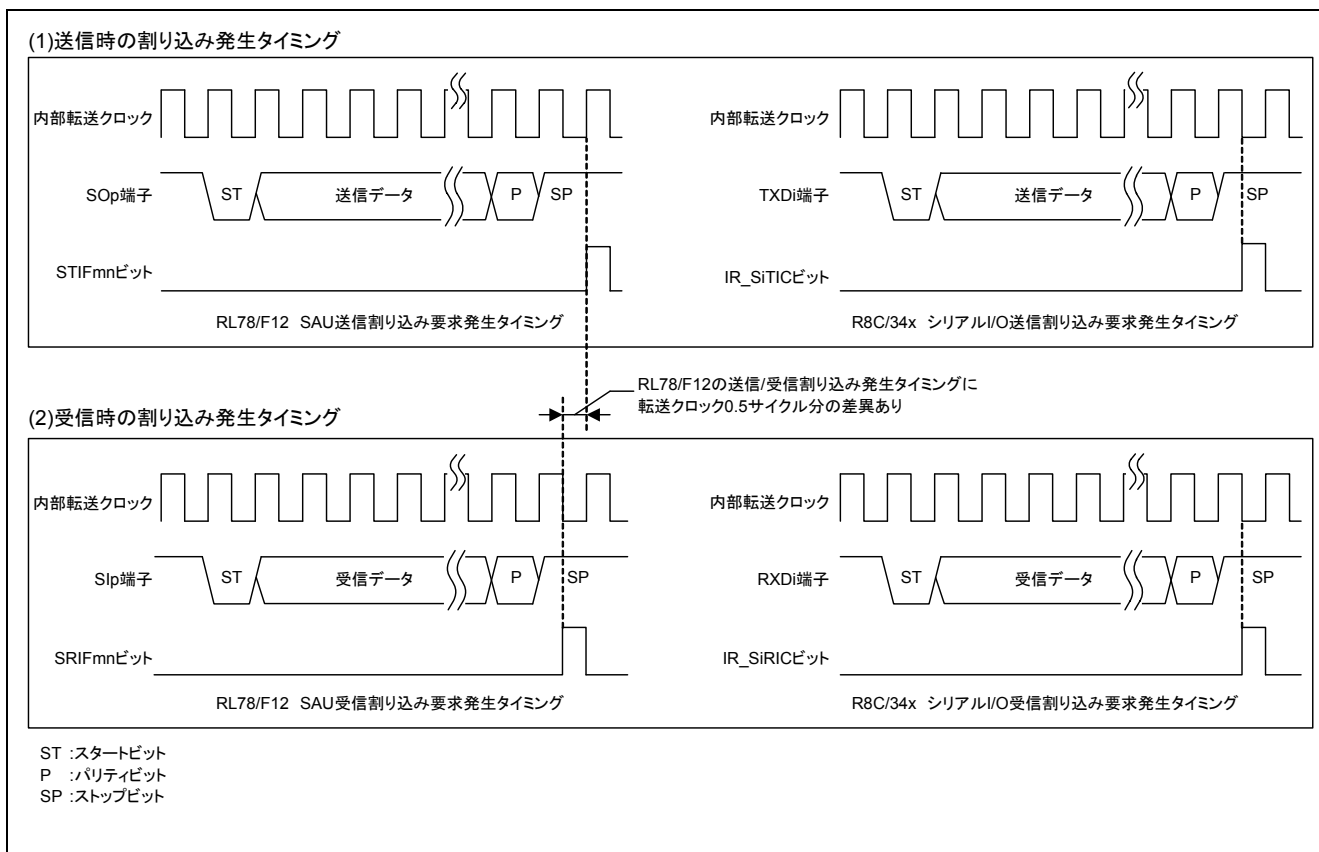 (1)送信時の割り込み発生タイミング
内部転送クロック
SOp端子
ST
送信データ
P
SP
STIFmnビット
RL78/F12 SAU送信割り込み要求発生タイミング
内部転送クロック
TXDi端子
ST
送信データ
P
SP
IR_SiTICビット
R8C/34x シリアルI/O送信割り込み要求発生タイミング
RL78/F12の送信/受信割り込み発生タイミングに
転送クロック0.5サイクル分の差異あり
(2)受信時の割り込み発生タイミング
内部転送クロック
SIp端子
ST
受信データ
P
SP
SRIFmnビット
RL78/F12 SAU受信割り込み要求発生タイミング
内部転送クロック
RXDi端子
ST
受信データ
P
SP
IR_SiRICビット
R8C/34x シリアルI/O受信割り込み要求発生タイミング
ST :スタートビット
P :パリティビット
SP :ストップビット